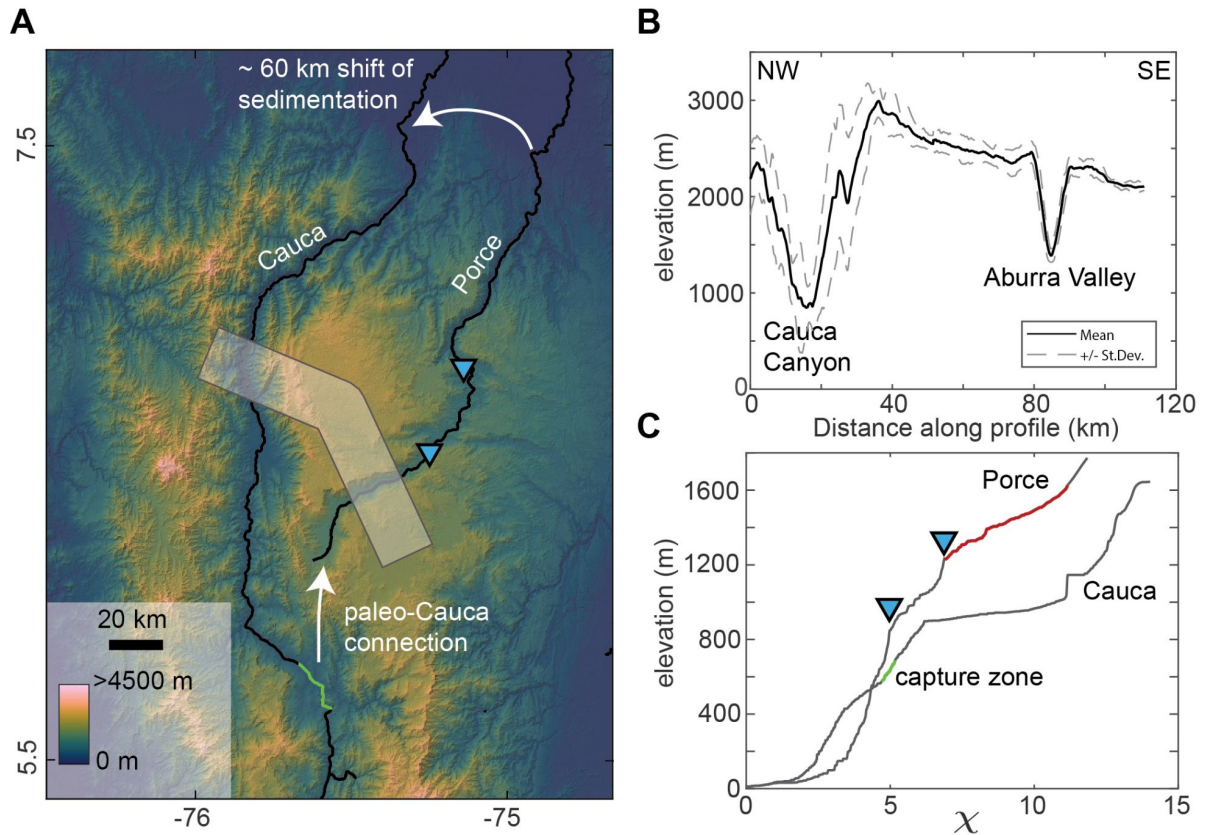 A
~ 60 km shift of
sedimentation
7.5
Cauca
Porce
paleo-Cauca
connection
20 km
>4500 m
0 m
5.5
-76
-75
B
NW
SE
3000
2000
1000
0
elevation (m)
Aburra Valley
Cauca
Canyon
Mean
+/- St.Dev.
0
40
80
120
Distance along profile (km)
C
1600
1200
800
400
0
elevation (m)
Porce
Cauca
capture zone
0
5
10
15
χ